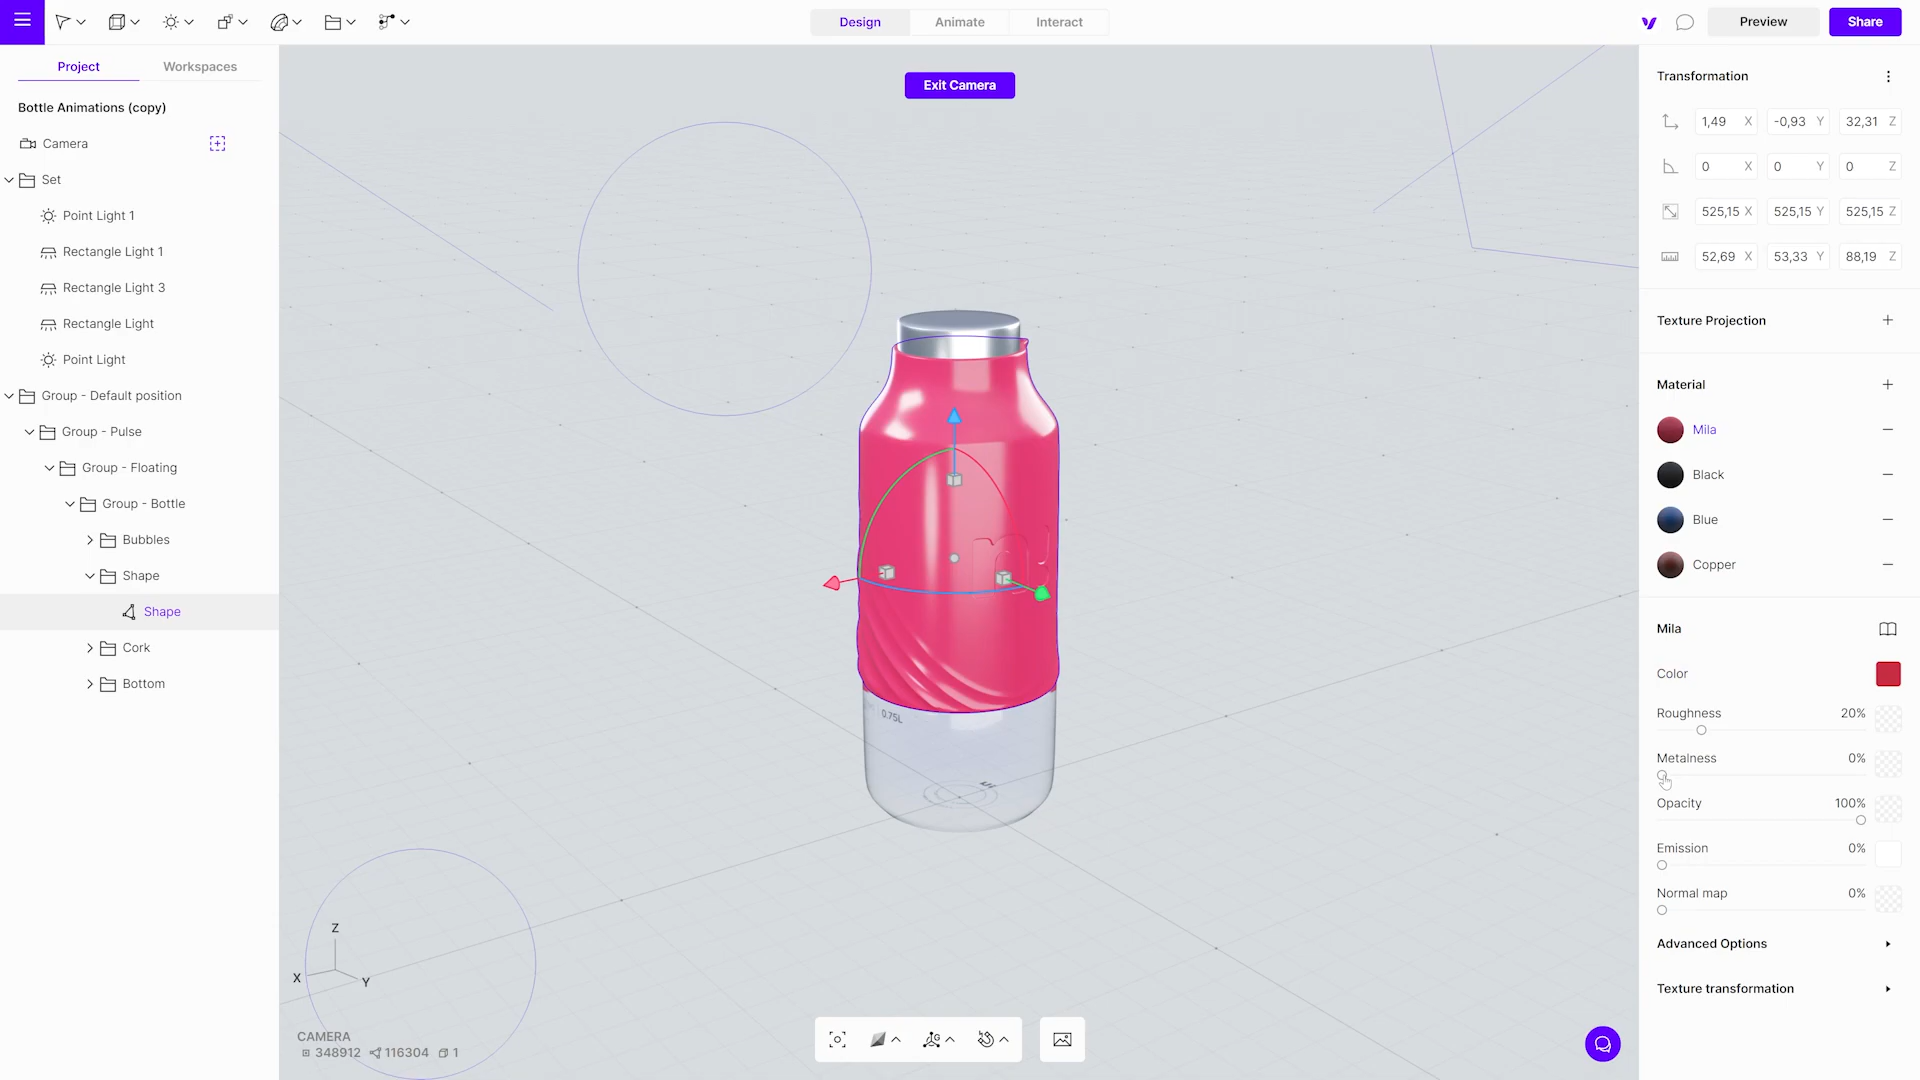 Design
Animate
Interact
Preview
Share
Project
Workspaces
Exit Camera
Bottle Animations (copy)
Camera
Set
Point Light 1
Rectangle Light 1
Rectangle Light 3
Rectangle Light
Point Light
Group - Default position
Group - Pulse
Group - Floating
Group - Bottle
Bubbles
Shape
Shape
Cork
Bottom
0.75L
Z
X
Y
CAMERA
348912 116304 1
Transformation
1,49 X -0,93 Y 32,31 Z
0 X 0 Y 0 Z
525,15 X 525,15 Y 525,15 Z
52,69 X 53,33 Y 88,19 Z
Texture Projection
Material
Mila
Black
Blue
Copper
Mila
Color
Roughness 20%
Metalness 0%
Opacity 100%
Emission 0%
Normal map 0%
Advanced Options
Texture transformation